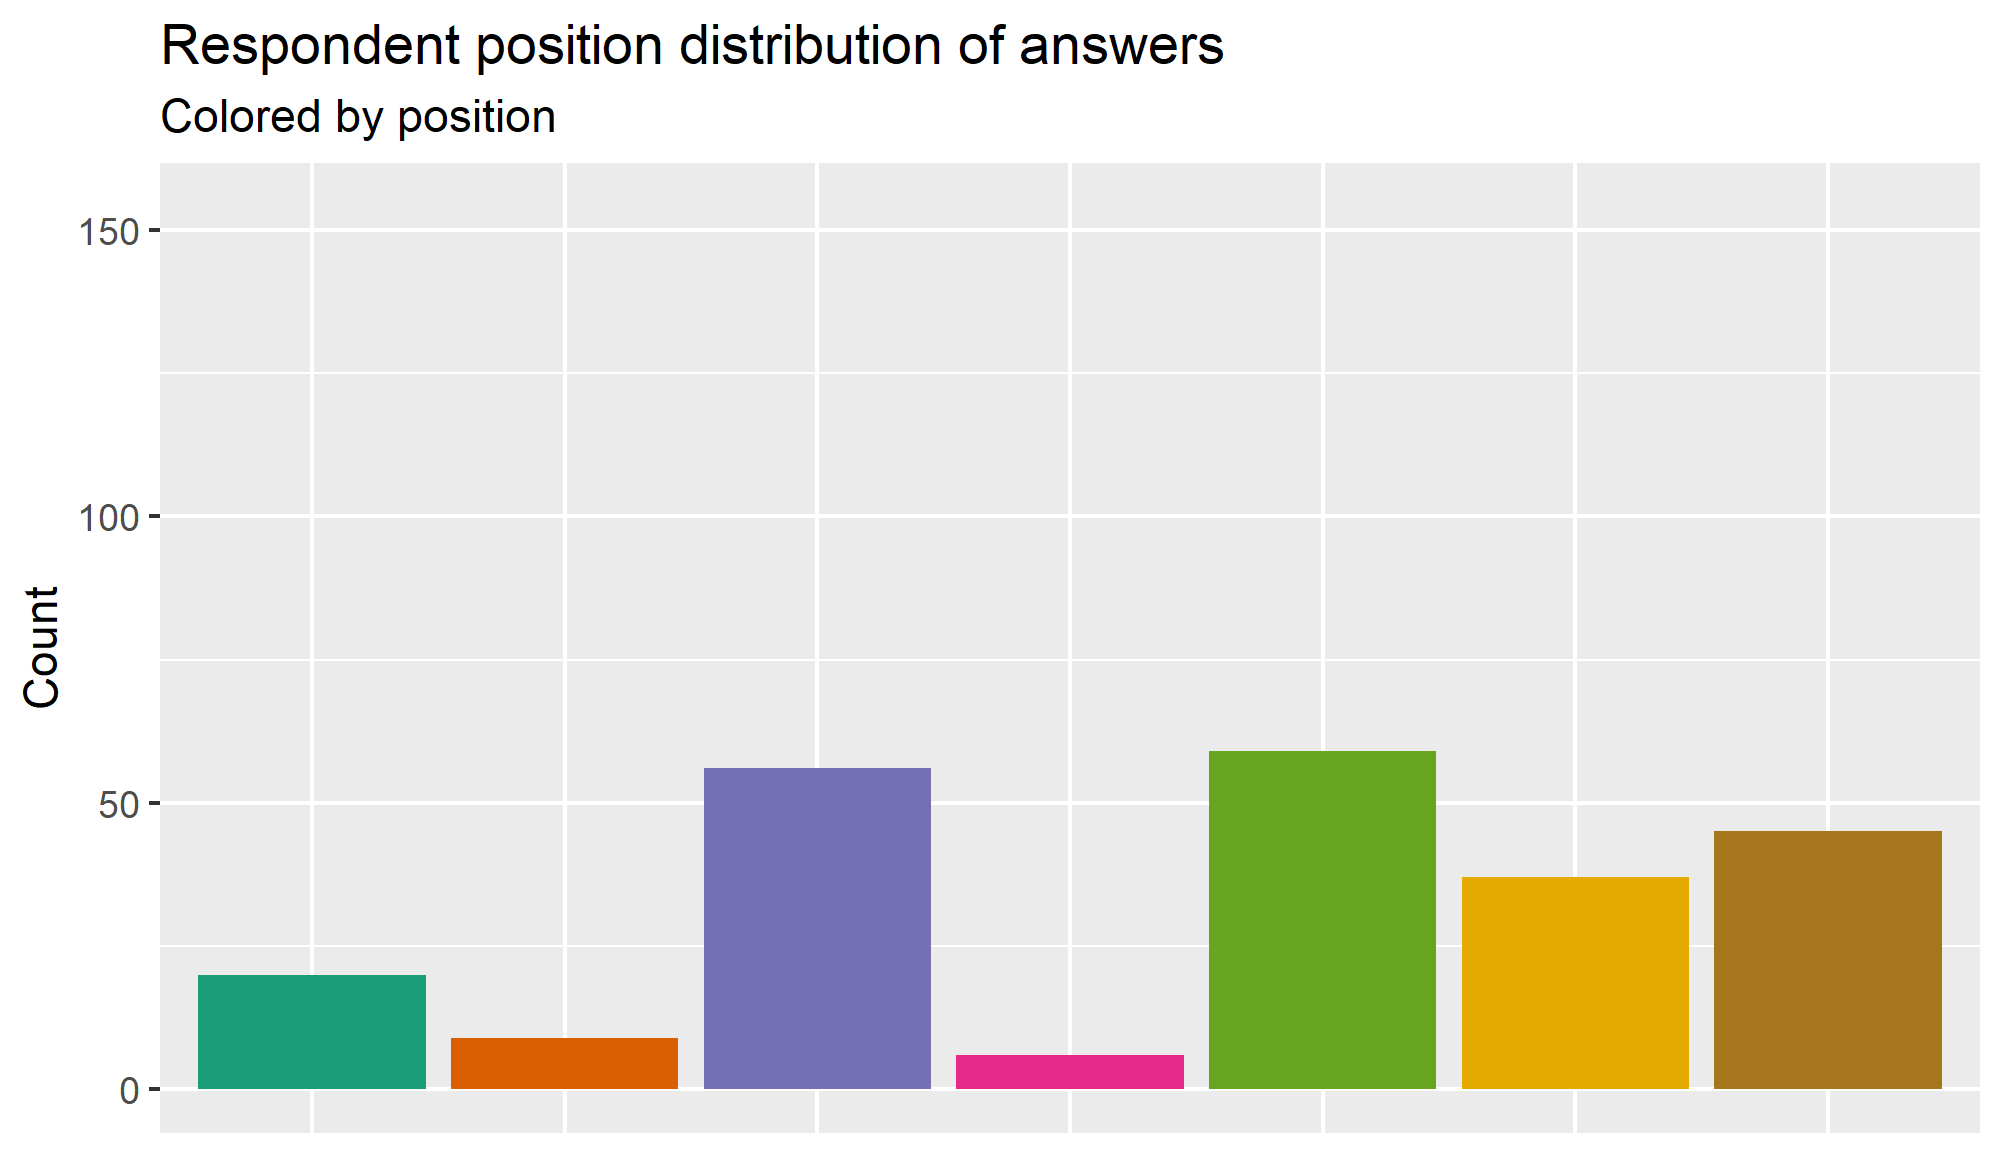 Respondent position distribution of answers
Colored by position
150
100
50
0
Count